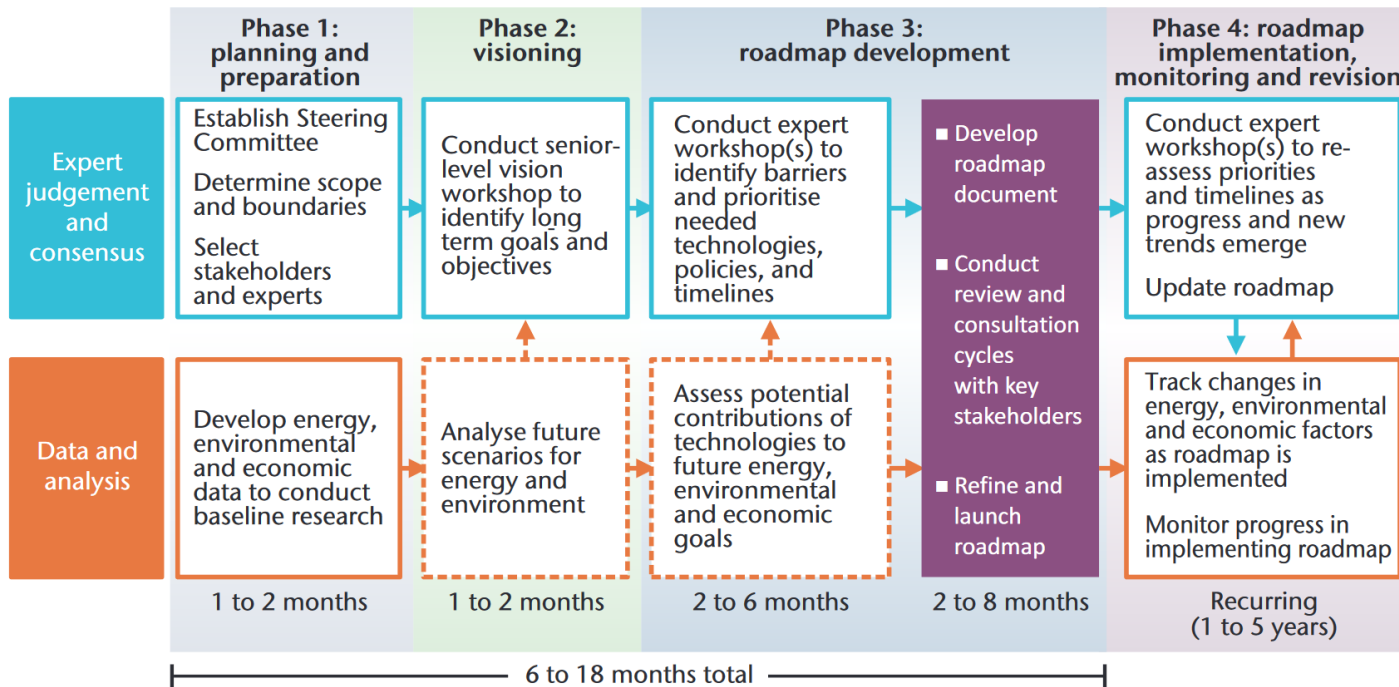 Phase 1:
planning and
preparation
Phase 2:
visioning
Phase 3:
roadmap development
Phase 4: roadmap
implementation,
monitoring and revision
Expert
judgement
and
consensus
Establish Steering
Committee
Determine scope
and boundaries
Select
stakeholders
and experts
Conduct senior-
level vision
workshop to
identify long
term goals and
objectives
Conduct expert
workshop(s) to
identify barriers
and prioritise
needed
technologies,
policies, and
timelines
■ Develop
roadmap
document
■ Conduct
review and
consultation
cycles
with key
stakeholders
■ Refine and
launch
roadmap
Conduct expert
workshop(s) to re-
assess priorities
and timelines as
progress and new
trends emerge
Update roadmap
Data and
analysis
Develop energy,
environmental
and economic
data to conduct
baseline research
Analyse future
scenarios for
energy and
environment
Assess potential
contributions of
technologies to
future energy,
environmental
and economic
goals
Track changes in
energy, environmental
and economic factors
as roadmap is
implemented
Monitor progress in
implementing roadmap
1 to 2 months
1 to 2 months
2 to 6 months
2 to 8 months
Recurring
(1 to 5 years)
6 to 18 months total